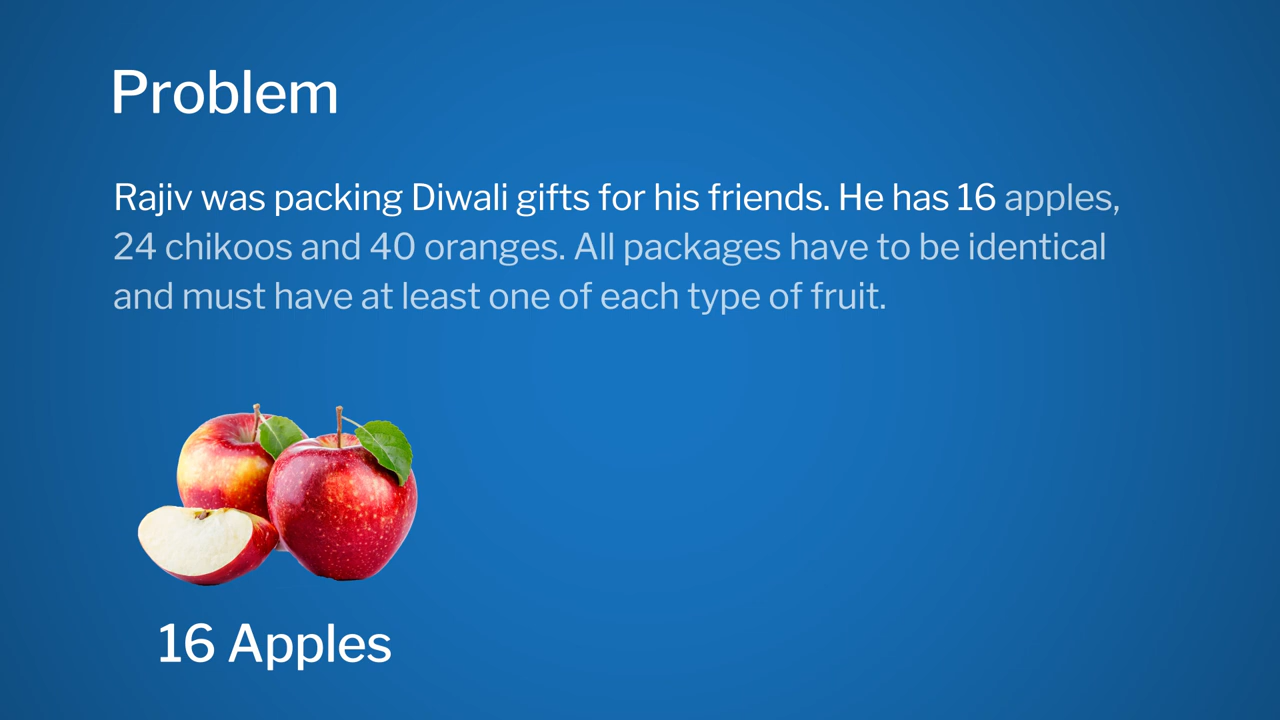 Problem
Rajiv was packing Diwali gifts for his friends. He has 16 apples,
24 chikoos and 40 oranges. All packages have to be identical
and must have at least one of each type of fruit.
16 Apples